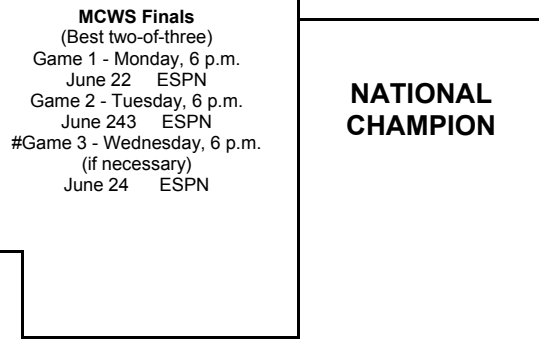 MCWS Finals
(Best two-of-three)
Game 1 - Monday, 6 p.m.
June 22 ESPN
Game 2 - Tuesday, 6 p.m.
June 243 ESPN
#Game 3 - Wednesday, 6 p.m.
(if necessary)
June 24 ESPN
NATIONAL
CHAMPION